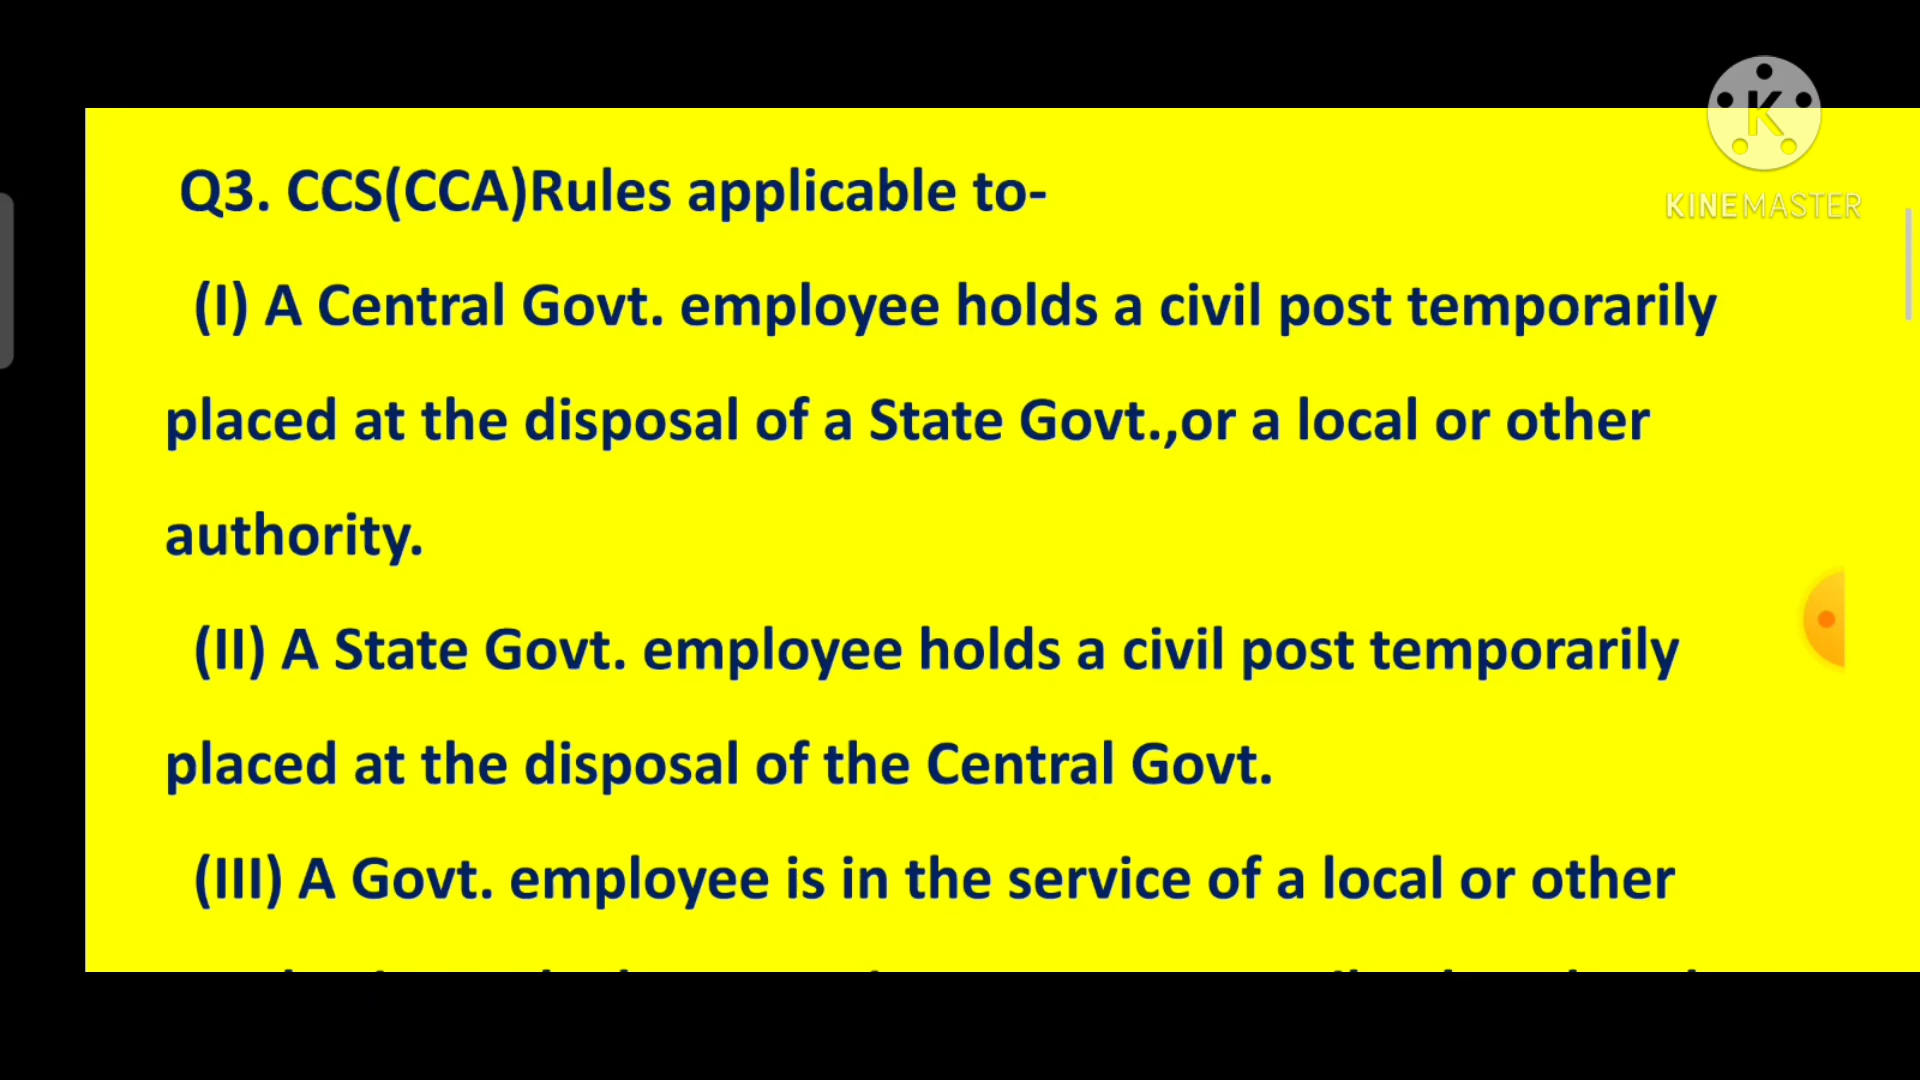 K
KINEMASTER
Q3. CCS(CCA)Rules applicable to-
(I) A Central Govt. employee holds a civil post temporarily
placed at the disposal of a State Govt.,or a local or other
authority.
(II) A State Govt. employee holds a civil post temporarily
placed at the disposal of the Central Govt.
(III) A Govt. employee is in the service of a local or other